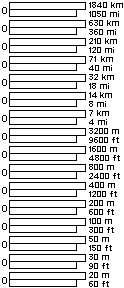 0 1840 km
1050 mi
0 630 km
360 mi
0 210 km
120 mi
0 71 km
40 mi
0 32 km
18 mi
0 14 km
8 mi
0 7 km
4 mi
0 3200 m
9600 ft
0 1600 m
4800 ft
0 800 m
2400 ft
0 400 m
1200 ft
0 200 m
600 ft
0 100 m
300 ft
0 50 m
150 ft
0 30 m
90 ft
0 20 m
60 ft